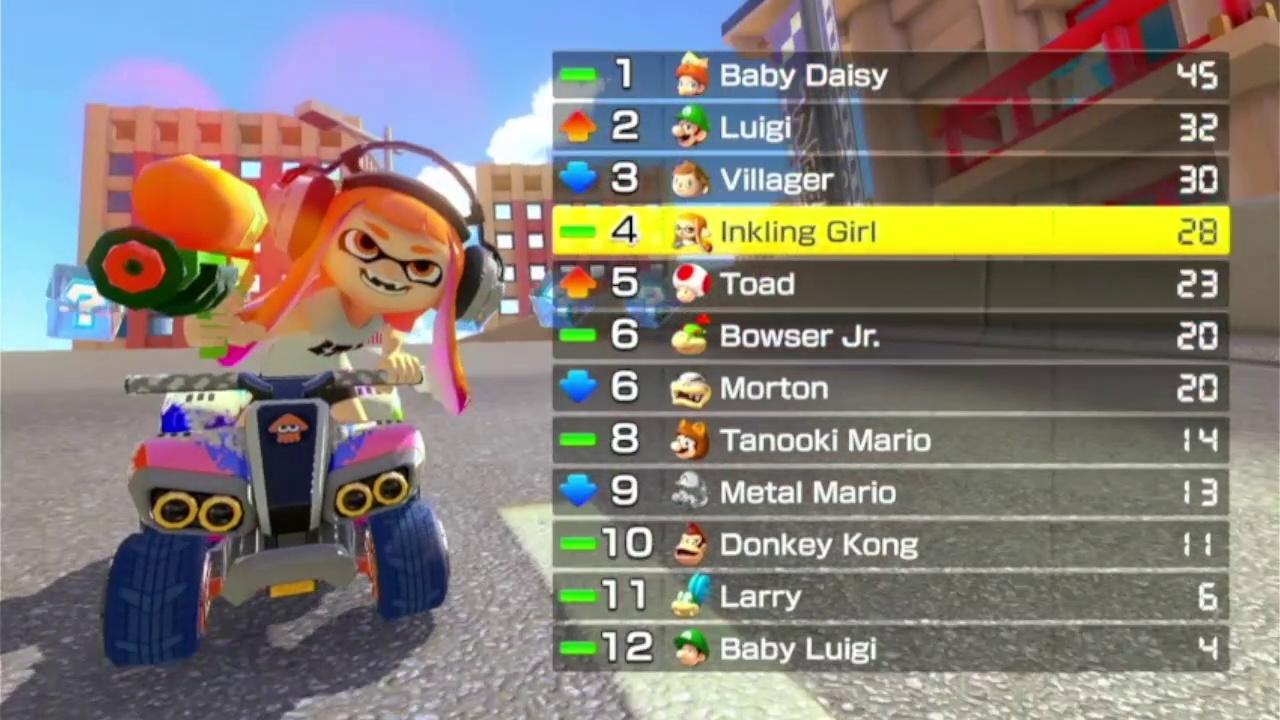 1 Baby Daisy 45
2 Luigi 32
3 Villager 30
4 Inkling Girl 28
5 Toad 23
6 Bowser Jr. 20
6 Morton 20
8 Tanooki Mario 14
9 Metal Mario 13
10 Donkey Kong 11
11 Larry 6
12 Baby Luigi 4
? ?